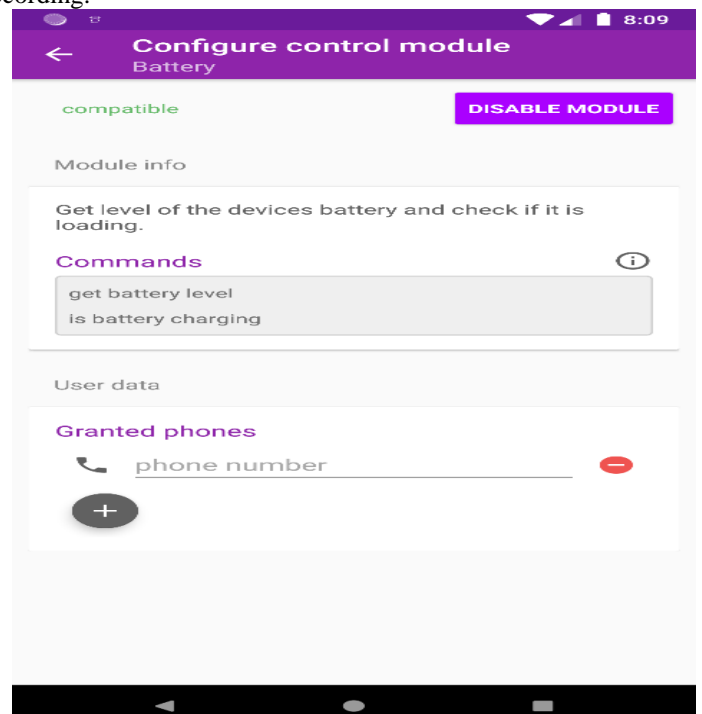 8:09
Configure control module
Battery
compatible
DISABLE MODULE
Module info
Get level of the devices battery and check if it is
loading.
Commands
get battery level
is battery charging
User data
Granted phones
phone number